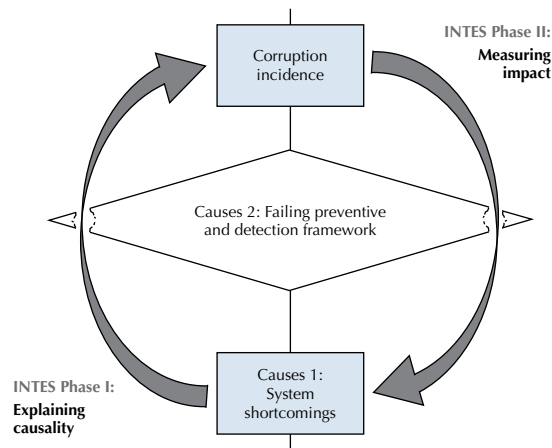 INTES Phase II:
Measuring
impact
Corruption
incidence
Causes 2: Failing preventive
and detection framework
Causes 1:
System
shortcomings
INTES Phase I:
Explaining
causality